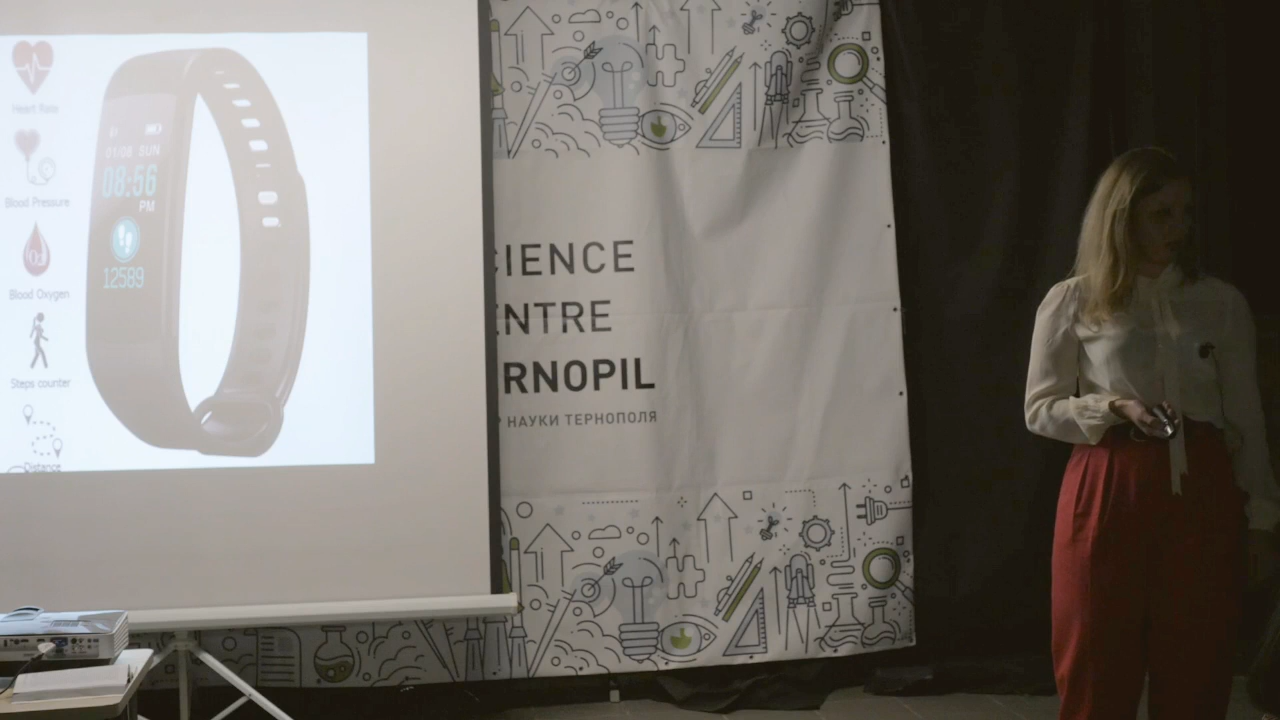 Heart Rate
Blood Pressure
O2
Blood Oxygen
Steps counter
Distance
01/08 SUN
08:56
PM
12589
IENCE
NTRE
RNOPIL
НАУКИ ТЕРНОПОЛЯ